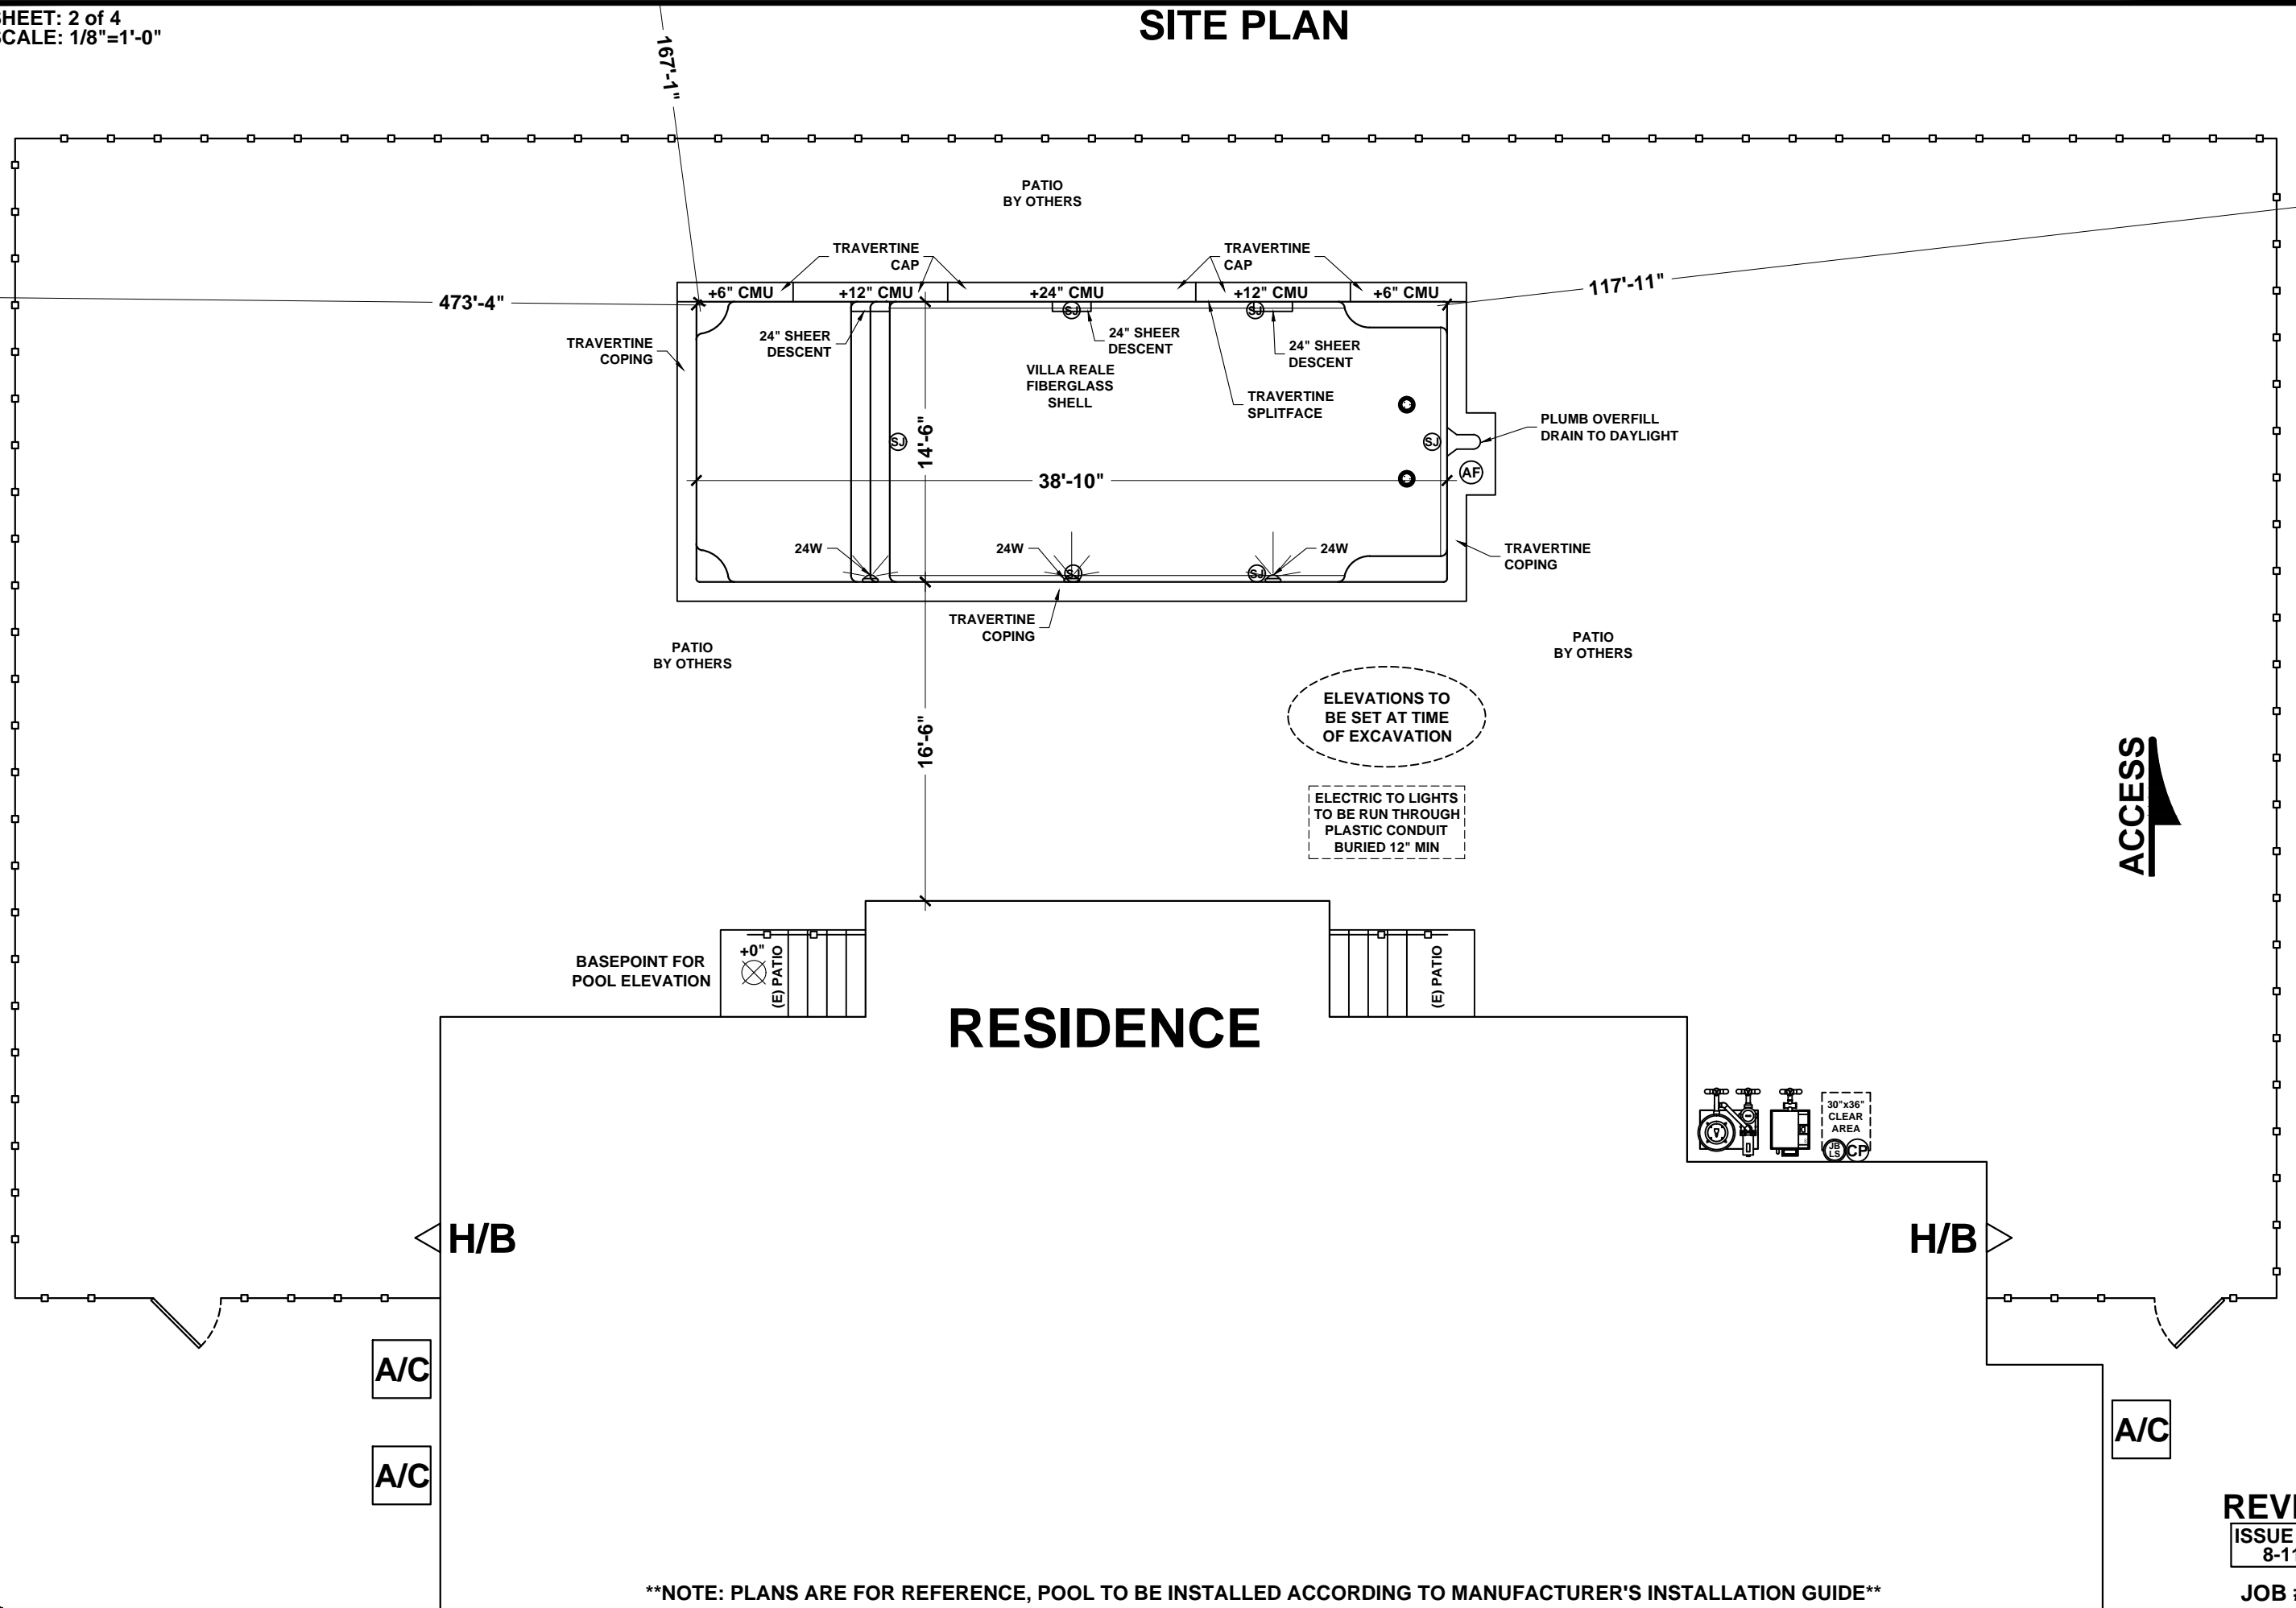 SHEET: 2 of 4
SCALE: 1/8"=1'-0"
SITE PLAN
167'-1"
PATIO
BY OTHERS
TRAVERTINE
CAP
TRAVERTINE
CAP
+6" CMU
+12" CMU
+24" CMU
+12" CMU
+6" CMU
473'-4"
117'-11"
SJ
SJ
24" SHEER
DESCENT
24" SHEER
DESCENT
24" SHEER
DESCENT
TRAVERTINE
COPING
VILLA REALE
FIBERGLASS
SHELL
TRAVERTINE
SPLITFACE
14'-6"
SJ
SJ
PLUMB OVERFILL
DRAIN TO DAYLIGHT
AF
38'-10"
24W
24W
24W
SJ
SJ
TRAVERTINE
COPING
TRAVERTINE
COPING
PATIO
BY OTHERS
PATIO
BY OTHERS
16'-6"
ELEVATIONS TO
BE SET AT TIME
OF EXCAVATION
ELECTRIC TO LIGHTS
TO BE RUN THROUGH
PLASTIC CONDUIT
BURIED 12" MIN
ACCESS
BASEPOINT FOR
POOL ELEVATION
+0"
(E) PATIO
(E) PATIO
RESIDENCE
30"x36"
CLEAR
AREA
JB
LS
CP
H/B
H/B
A/C
A/C
A/C
REVI
ISSUE
8-11
JOB
**NOTE: PLANS ARE FOR REFERENCE, POOL TO BE INSTALLED ACCORDING TO MANUFACTURER'S INSTALLATION GUIDE**